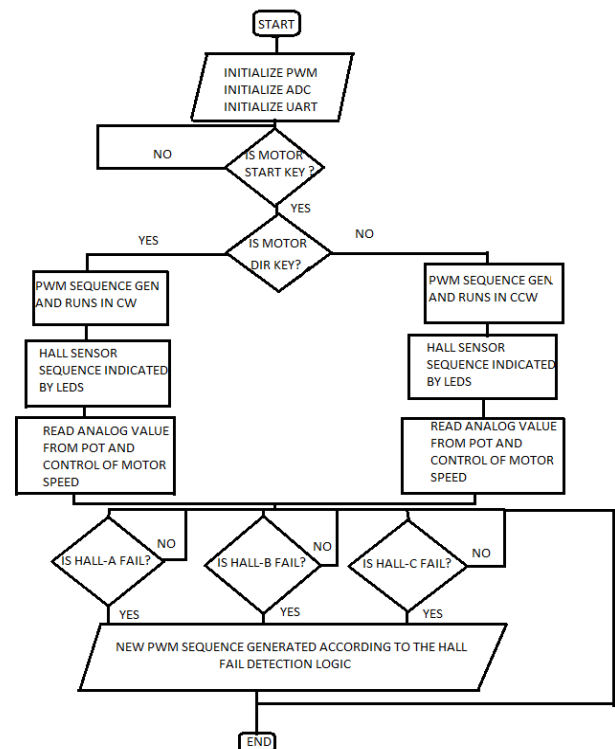 START
INITIALIZE PWM
INITIALIZE ADC
INITIALIZE UART
NO
IS MOTOR
START KEY ?
YES
YES
IS MOTOR
DIR KEY?
NO
PWM SEQUENCE GEN
AND RUNS IN CW
PWM SEQUENCE GEN.
AND RUNS IN CCW
HALL SENSOR
SEQUENCE INDICATED
BY LEDS
HALL SENSOR
SEQUENCE INDICATED
BY LEDS
READ ANALOG VALUE
FROM POT AND
CONTROL OF MOTOR
SPEED
READ ANALOG VALUE
FROM POT AND
CONTROL OF MOTOR
SPEED
IS HALL-A FAIL?
NO
IS HALL-B FAIL?
NO
IS HALL-C FAIL?
NO
YES
YES
YES
NEW PWM SEQUENCE GENERATED ACCORDING TO THE HALL
FAIL DETECTION LOGIC
END